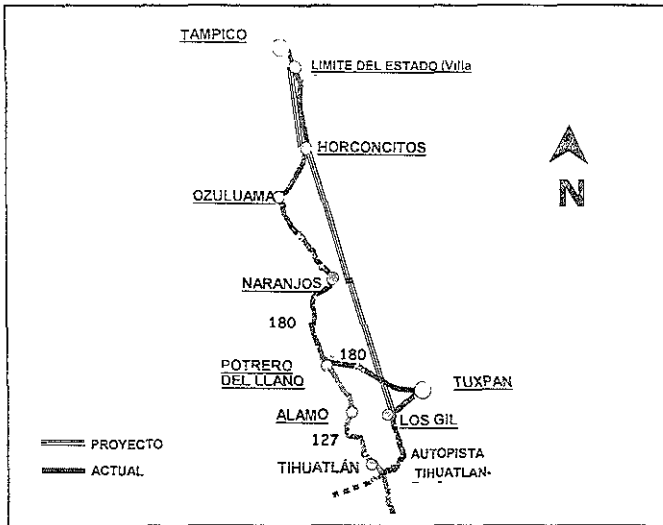 TAMPICO
LIMITE DEL ESTADO (Villa
HORCONCITOS
OZULUAMA
N
NARANJOS
180
180
POTRERO
DEL LLANO
TUXPAN
ALAMO
LOS GIL
127
PROYECTO
ACTUAL
TIHUATLÁN
AUTOPISTA
TIHUATLAN-